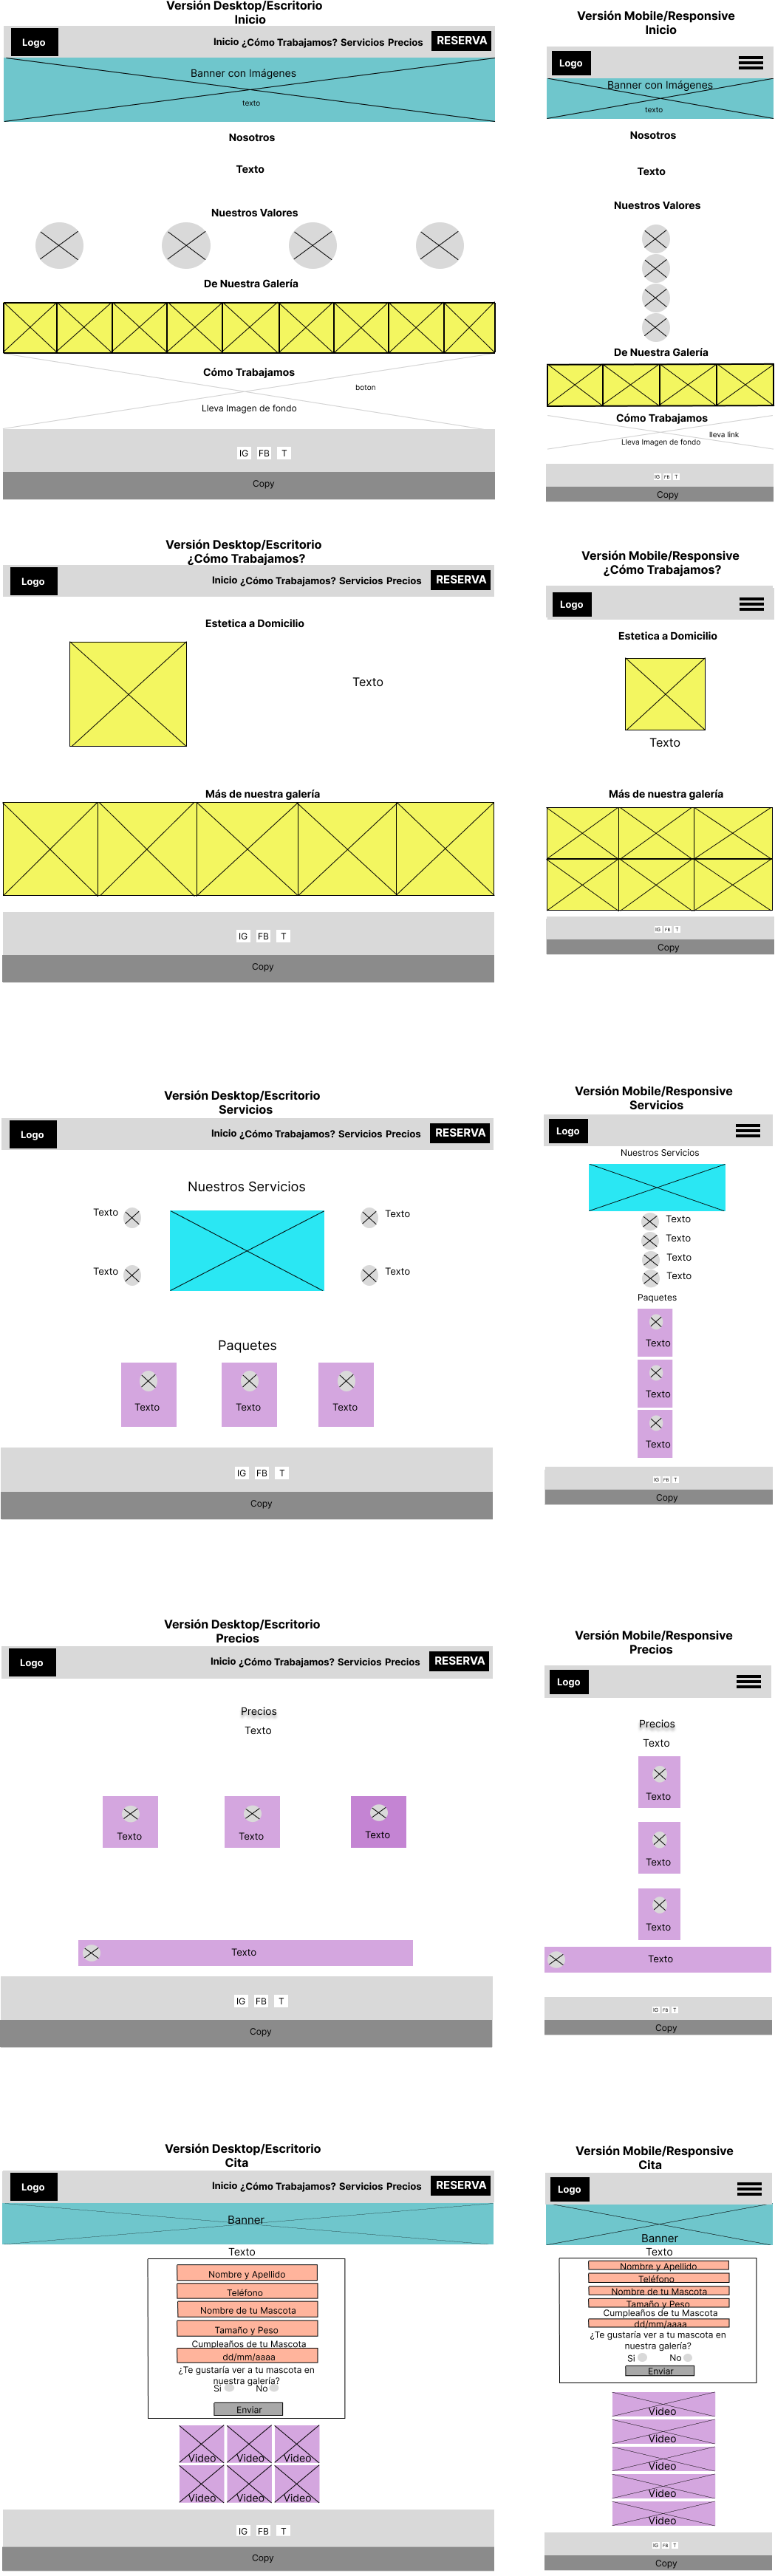 Versión Desktop/Escritorio
Inicio
Logo
Inicio ¿Cómo Trabajamos? Servicios Precios
RESERVA
Banner con Imágenes
texto
Nosotros
Texto
Nuestros Valores
De Nuestra Galería
Cómo Trabajamos
boton
Lleva Imagen de fondo
IG FB T
Copy
Versión Mobile/Responsive
Inicio
Logo
Banner con Imágenes
texto
Nosotros
Texto
Nuestros Valores
De Nuestra Galería
Cómo Trabajamos
lleva link
Lleva Imagen de fondo
IG FB T
Copy
Versión Desktop/Escritorio
¿Cómo Trabajamos?
Logo
Inicio ¿Cómo Trabajamos? Servicios Precios
RESERVA
Estetica a Domicilio
Texto
Más de nuestra galería
IG FB T
Copy
Versión Mobile/Responsive
¿Cómo Trabajamos?
Logo
Estetica a Domicilio
Texto
Más de nuestra galería
IG FB T
Copy
Versión Desktop/Escritorio
Servicios
Logo
Inicio ¿Cómo Trabajamos? Servicios Precios
RESERVA
Nuestros Servicios
Texto
Texto
Texto
Texto
Paquetes
Texto
Texto
Texto
IG FB T
Copy
Versión Mobile/Responsive
Servicios
Logo
Nuestros Servicios
Texto
Texto
Texto
Texto
Paquetes
Texto
Texto
Texto
IG FB T
Copy
Versión Desktop/Escritorio
Precios
Logo
Inicio ¿Cómo Trabajamos? Servicios Precios
RESERVA
Precios
Texto
Texto
Texto
Texto
Texto
IG FB T
Copy
Versión Mobile/Responsive
Precios
Logo
Precios
Texto
Texto
Texto
Texto
Texto
IG FB T
Copy
Versión Desktop/Escritorio
Cita
Logo
Inicio ¿Cómo Trabajamos? Servicios Precios
RESERVA
Banner
Texto
Nombre y Apellido
Teléfono
Nombre de tu Mascota
Tamaño y Peso
Cumpleaños de tu Mascota
dd/mm/aaaa
¿Te gustaría ver a tu mascota en
nuestra galería?
Si No
Enviar
Video Video Video
Video Video Video
IG FB T
Copy
Versión Mobile/Responsive
Cita
Logo
Banner
Texto
Nombre y Apellido
Teléfono
Nombre de tu Mascota
Tamaño y Peso
Cumpleaños de tu Mascota
dd/mm/aaaa
¿Te gustaría ver a tu mascota en
nuestra galería?
Si No
Enviar
Video
Video
Video
Video
Video
IG FB T
Copy